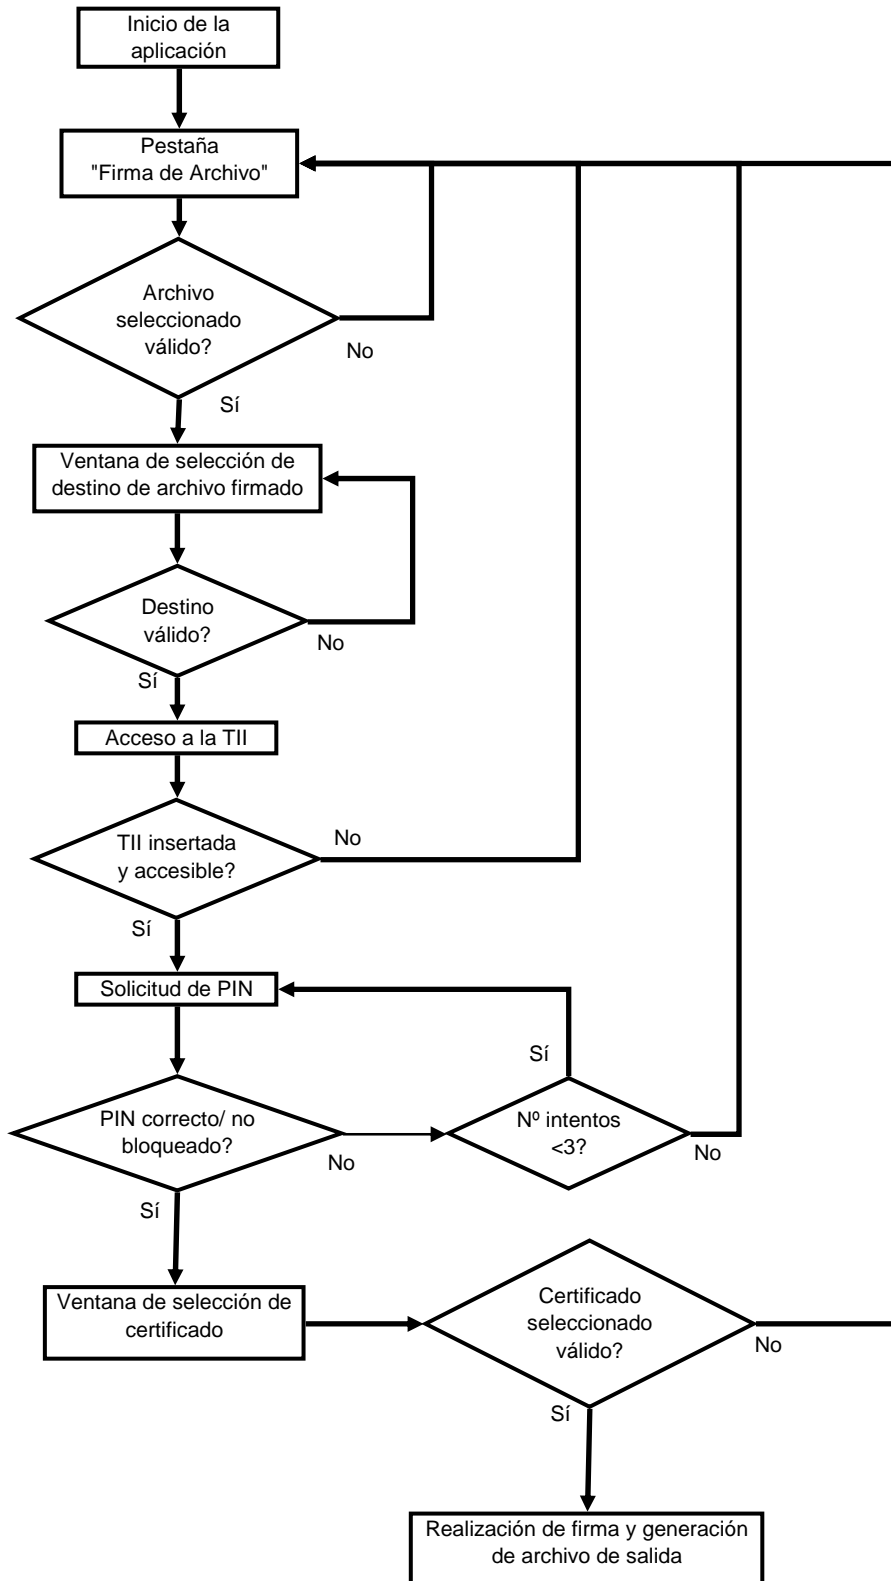 Inicio de la
aplicación
Pestaña
"Firma de Archivo"
Archivo
seleccionado
válido?
No
Sí
Ventana de selección de
destino de archivo firmado
Destino
válido?
No
Sí
Acceso a la TII
TII insertada
y accesible?
No
Sí
Solicitud de PIN
Sí
PIN correcto/ no
bloqueado?
No
Nº intentos
<3?
No
Sí
Ventana de selección de
certificado
Certificado
seleccionado
válido?
No
Sí
Realización de firma y generación
de archivo de salida